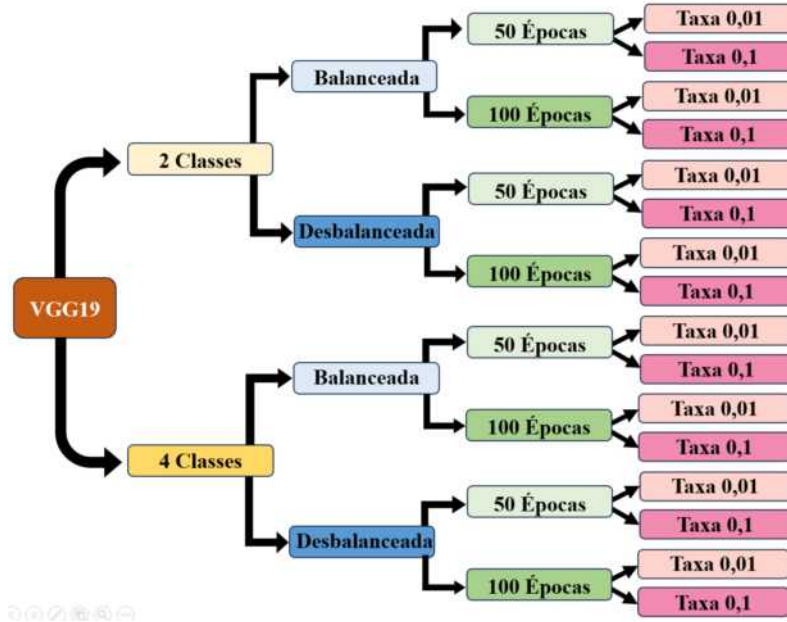 VGG19
2 Classes
Balanceada
50 Épocas
Taxa 0,01
Taxa 0,1
100 Épocas
Taxa 0,01
Taxa 0,1
Desbalanceada
50 Épocas
Taxa 0,01
Taxa 0,1
100 Épocas
Taxa 0,01
Taxa 0,1
4 Classes
Balanceada
50 Épocas
Taxa 0,01
Taxa 0,1
100 Épocas
Taxa 0,01
Taxa 0,1
Desbalanceada
50 Épocas
Taxa 0,01
Taxa 0,1
100 Épocas
Taxa 0,01
Taxa 0,1